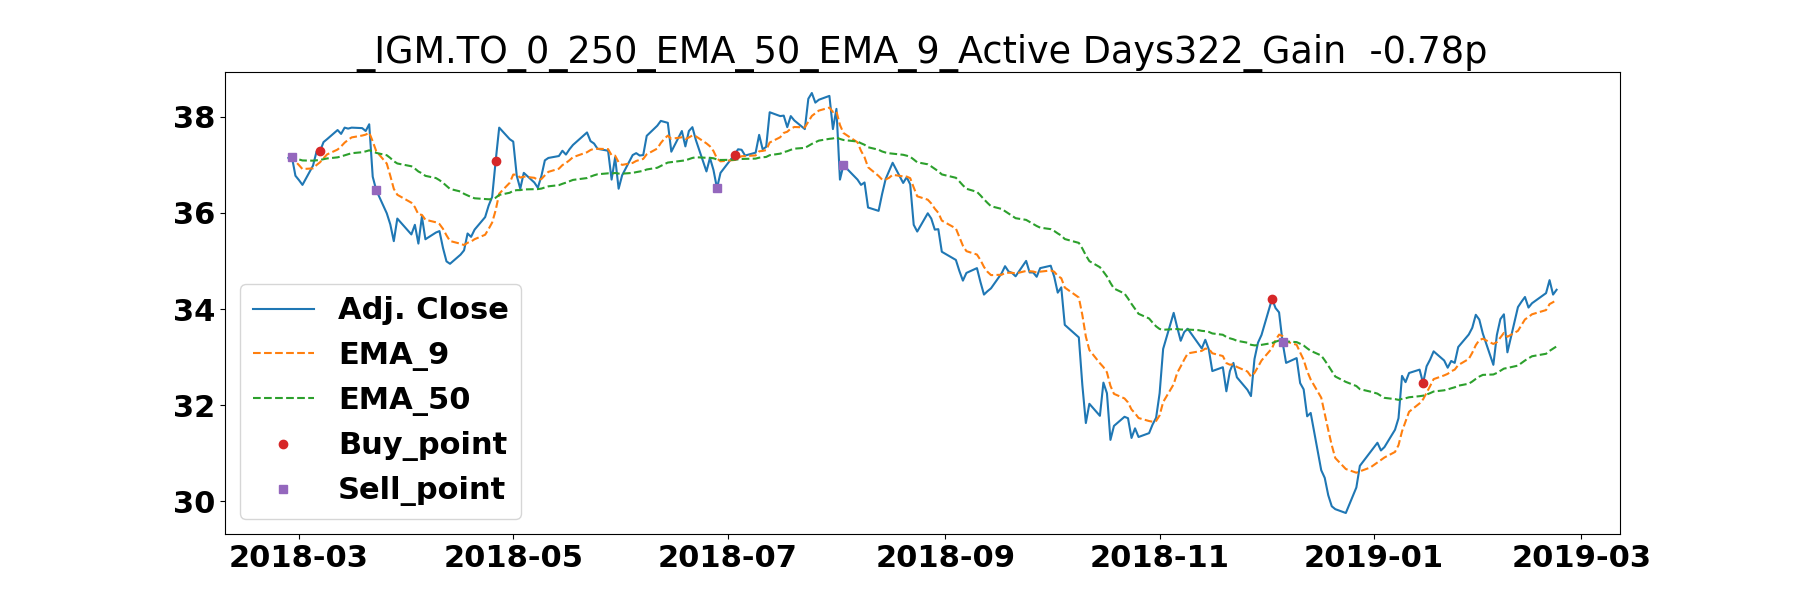 _IGM.TO_0_250_EMA_50_EMA_9_Active Days322_Gain  -0.78p
38
36
34
32
30
Adj. Close
EMA_9
EMA_50
Buy_point
Sell_point
2018-03 2018-05 2018-07 2018-09 2018-11 2019-01 2019-03